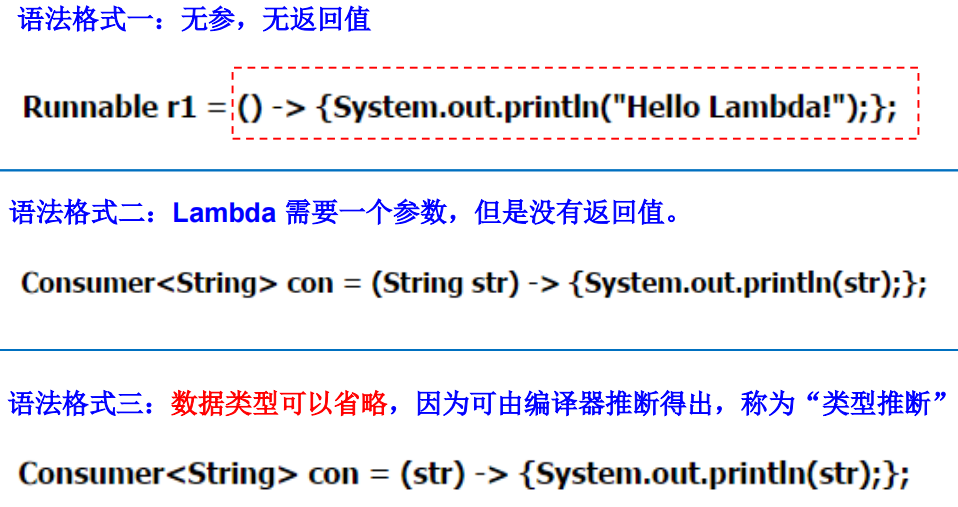 语法格式一：无参，无返回值
Runnable r1 = () -> {System.out.println("Hello Lambda!");};
语法格式二：Lambda 需要一个参数，但是没有返回值。
Consumer<String> con = (String str) -> {System.out.println(str);};
语法格式三：数据类型可以省略，因为可由编译器推断得出，称为“类型推断”
Consumer<String> con = (str) -> {System.out.println(str);};